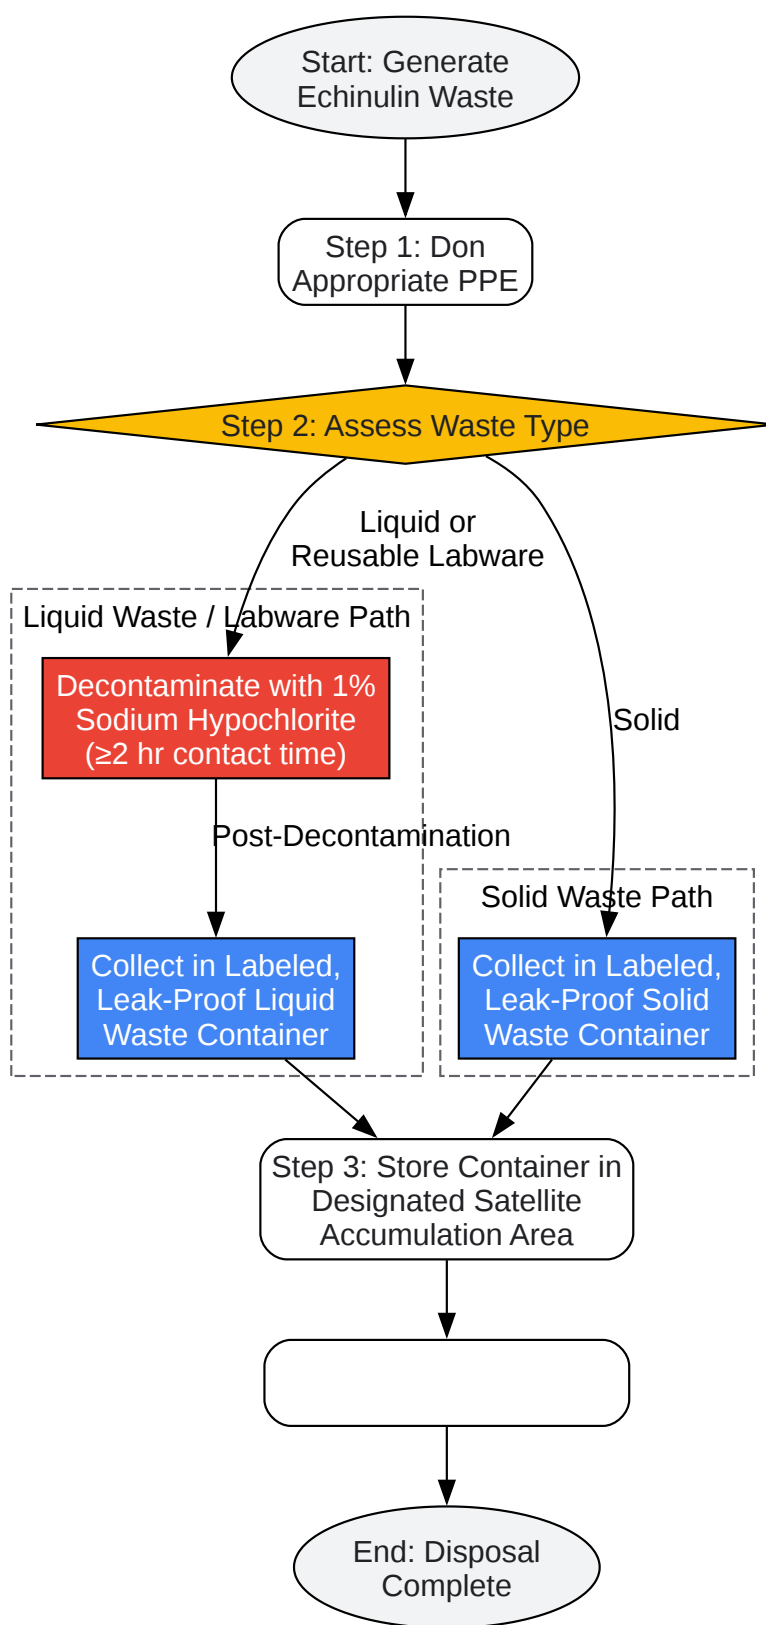 Start: Generate
Echinulin Waste
Step 1: Don
Appropriate PPE
Step 2: Assess Waste Type
Liquid or
Reusable Labware
Liquid Waste / Labware Path
Decontaminate with 1%
Sodium Hypochlorite
(≥2 hr contact time)
Solid
Post-Decontamination
Solid Waste Path
Collect in Labeled,
Leak-Proof Liquid
Waste Container
Collect in Labeled,
Leak-Proof Solid
Waste Container
Step 3: Store Container in
Designated Satellite
Accumulation Area
End: Disposal
Complete